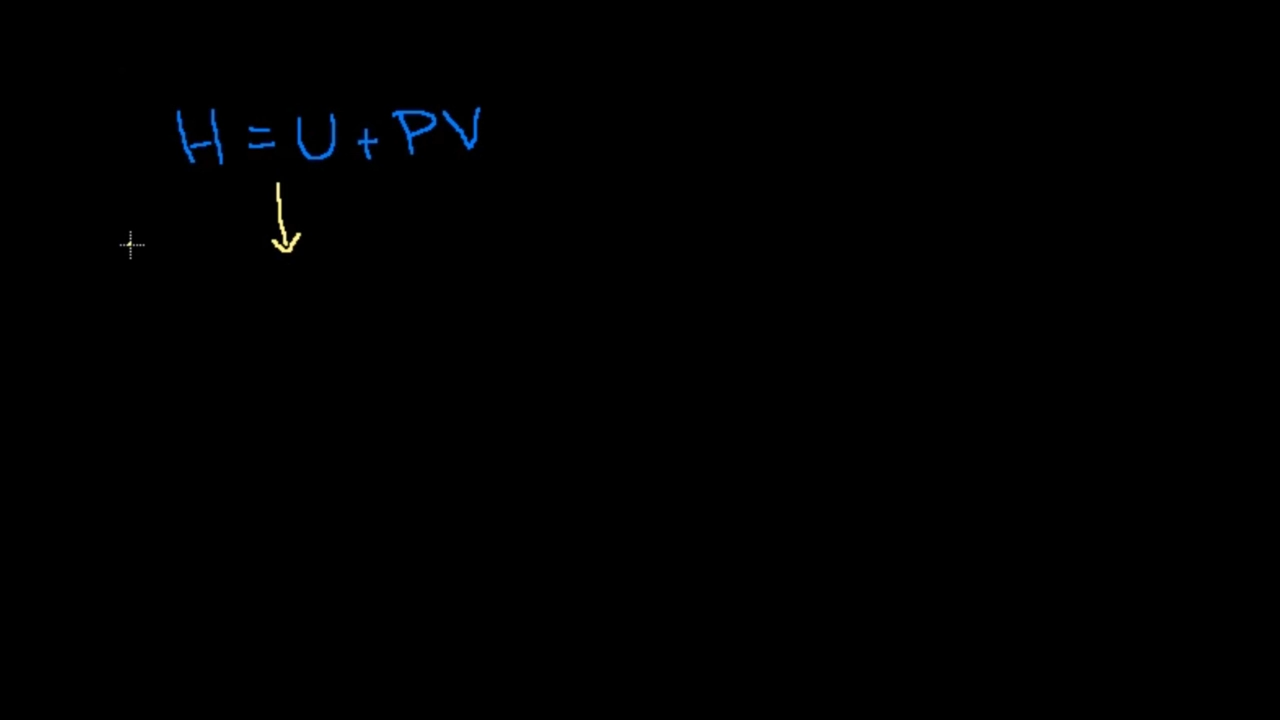 H = U + PV